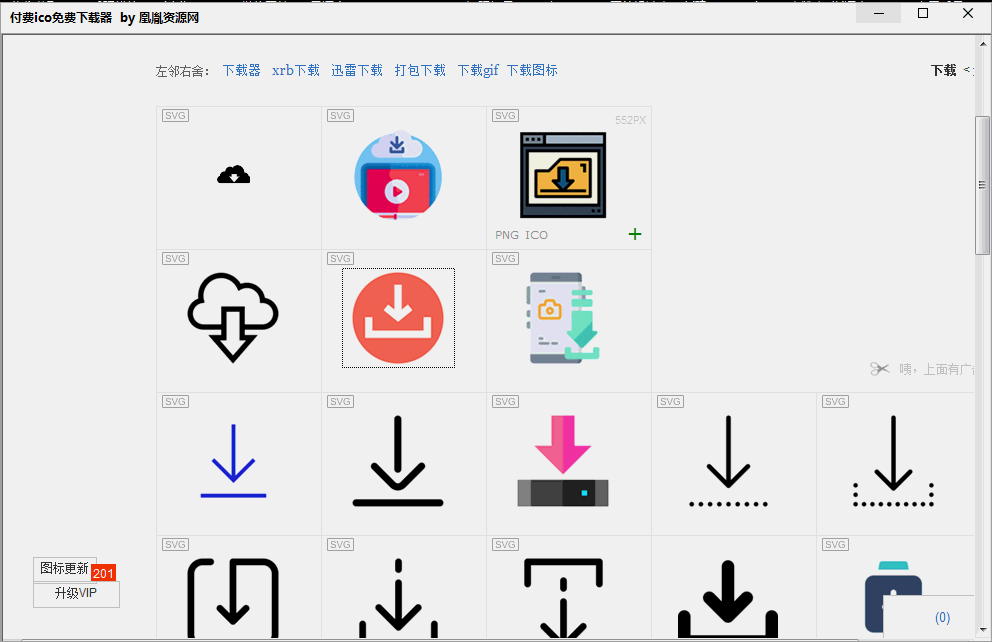 付费ico免费下载器 by 凰胤资源网
左邻右舍: 下载器 xrb下载 迅雷下载 打包下载 下载gif 下载图标
下载 <
SVG SVG SVG 552PX
PNG ICO
SVG SVG SVG
咦，上面有广
SVG SVG SVG SVG SVG
SVG SVG SVG SVG
图标更新 201
升级VIP
(0)